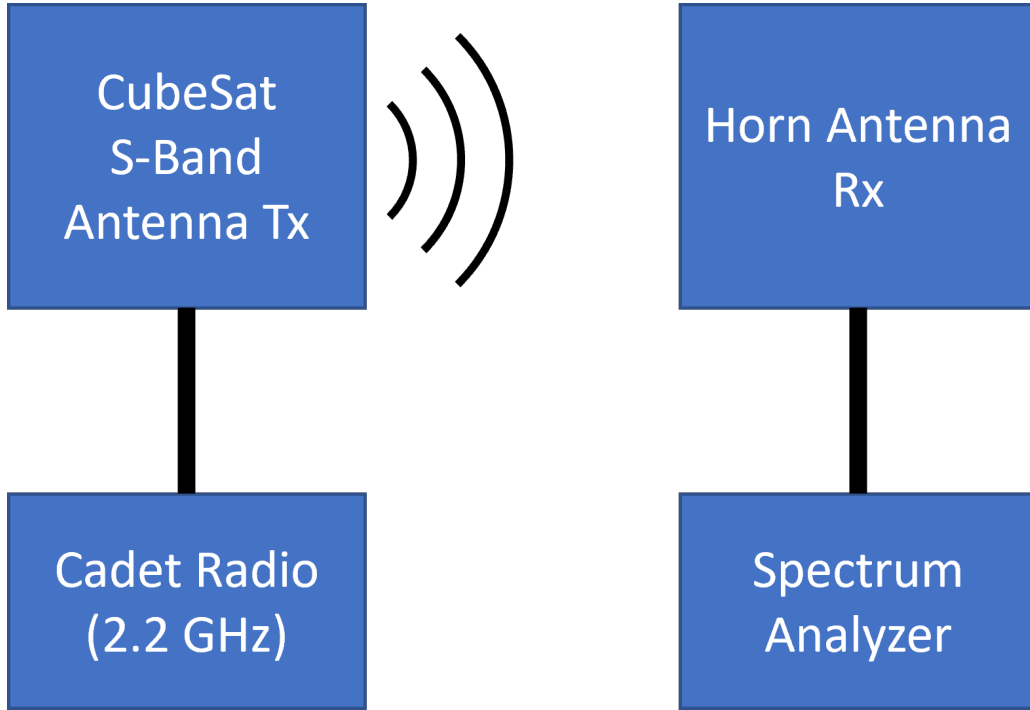 CubeSat
S-Band
Antenna Tx
Horn Antenna
Rx
Cadet Radio
(2.2 GHz)
Spectrum
Analyzer